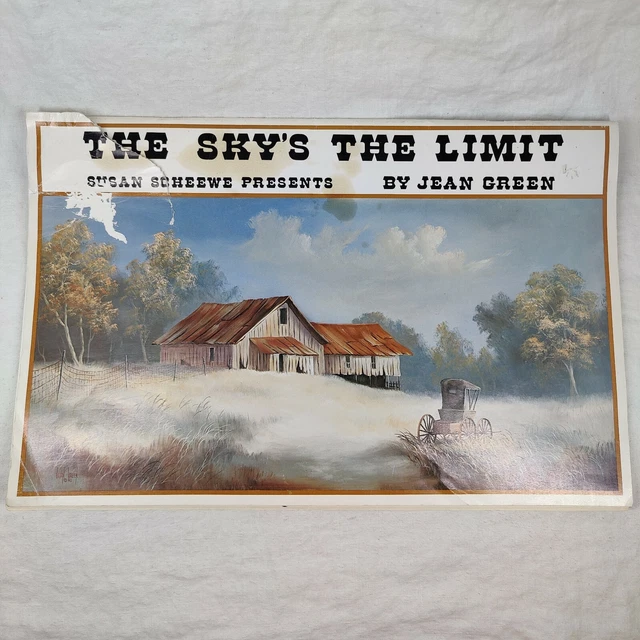 THE SKY'S THE LIMIT
SUSAN SCHEEWE PRESENTS BY JEAN GREEN